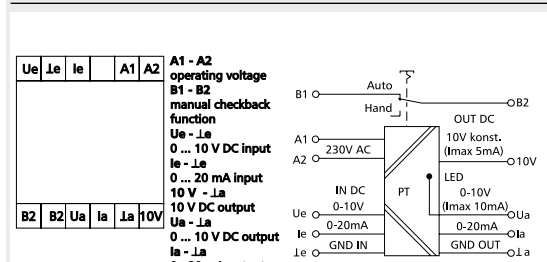 Ue ⊥e Ie A1 A2
B2 B2 Ua Ia ⊥a 10V
A1 - A2
operating voltage
B1 - B2
manual checkback
function
Ue - ⊥e
0 ... 10 V DC input
Ie - ⊥e
0 ... 20 mA input
10 V - ⊥a
10 V DC output
Ua - ⊥a
0 ... 10 V DC output
Ia - ⊥a
B1
Auto
Hand
B2
OUT DC
A1
A2
230V AC
10V konst.
(Imax 5mA)
10V
LED
IN DC
PT
0-10V
(Imax 10mA)
Ue
0-10V
Ua
Ie
0-20mA
0-20mA
Ia
⊥e
GND IN
GND OUT
⊥a